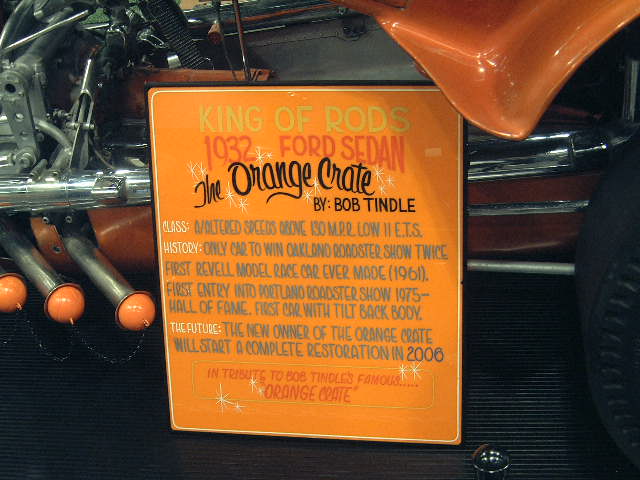 KING OF RODS
1932 FORD SEDAN
The Orange Crate
BY: BOB TINDLE
CLASS: A/ALTERED SPEEDS ABOVE 130 M.P.R. LOW 11 E.T.S.
HISTORY: ONLY CAR TO WIN OAKLAND ROADSTER SHOW TWICE
FIRST REVELL MODEL RACE CAR EVER MADE (1961).
FIRST ENTRY INTO PORTLAND ROADSTER SHOW 1975-
HALL OF FAME. FIRST CAR WITH TILT BACK BODY.
THE FUTURE: THE NEW OWNER OF THE ORANGE CRATE
WILL START A COMPLETE RESTORATION IN 2006
IN TRIBUTE TO BOB TINDLE'S FAMOUS.....
"ORANGE CRATE"